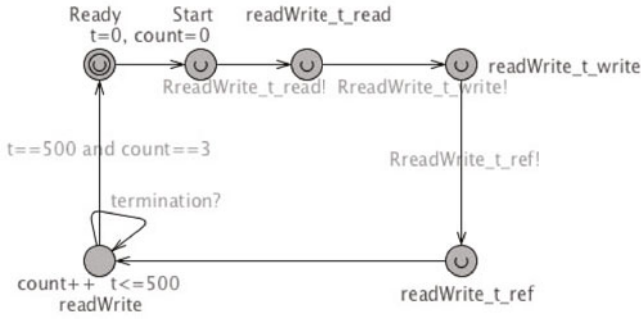 Ready
Start
readWrite_t_read
t=0, count=0
readWrite_t_write
RreadWrite_t_read!
RreadWrite_t_write!
t==500 and count==3
RreadWrite_t_ref!
termination?
count++ t<=500
readWrite
readWrite_t_ref